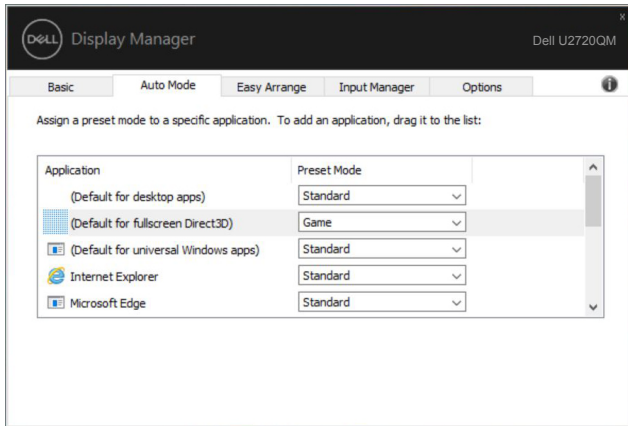 x
DELL Display Manager
Dell U2720QM
Basic Auto Mode Easy Arrange Input Manager Options
Assign a preset mode to a specific application. To add an application, drag it to the list:
Application Preset Mode
(Default for desktop apps) Standard
(Default for fullscreen Direct3D) Game
(Default for universal Windows apps) Standard
Internet Explorer Standard
Microsoft Edge Standard